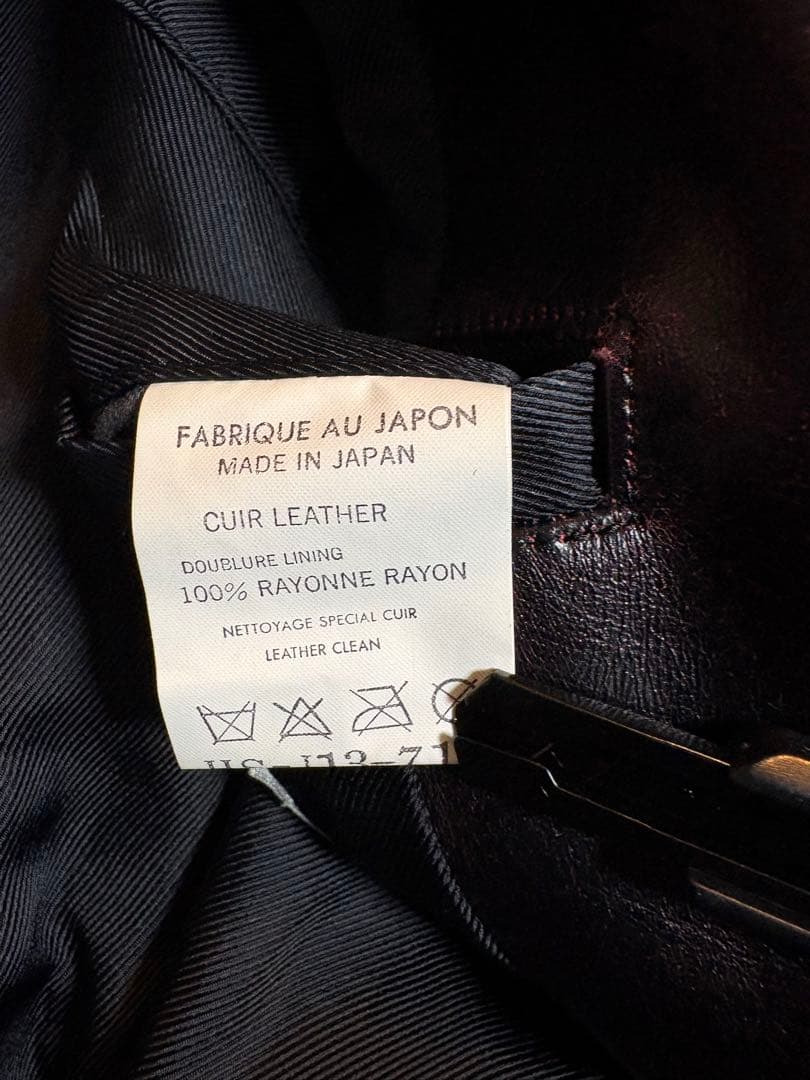 FABRIQUE AU JAPON
MADE IN JAPAN
CUIR LEATHER
DOUBLURE LINING
100% RAYONNE RAYON
NETTOYAGE SPECIAL CUIR
LEATHER CLEAN